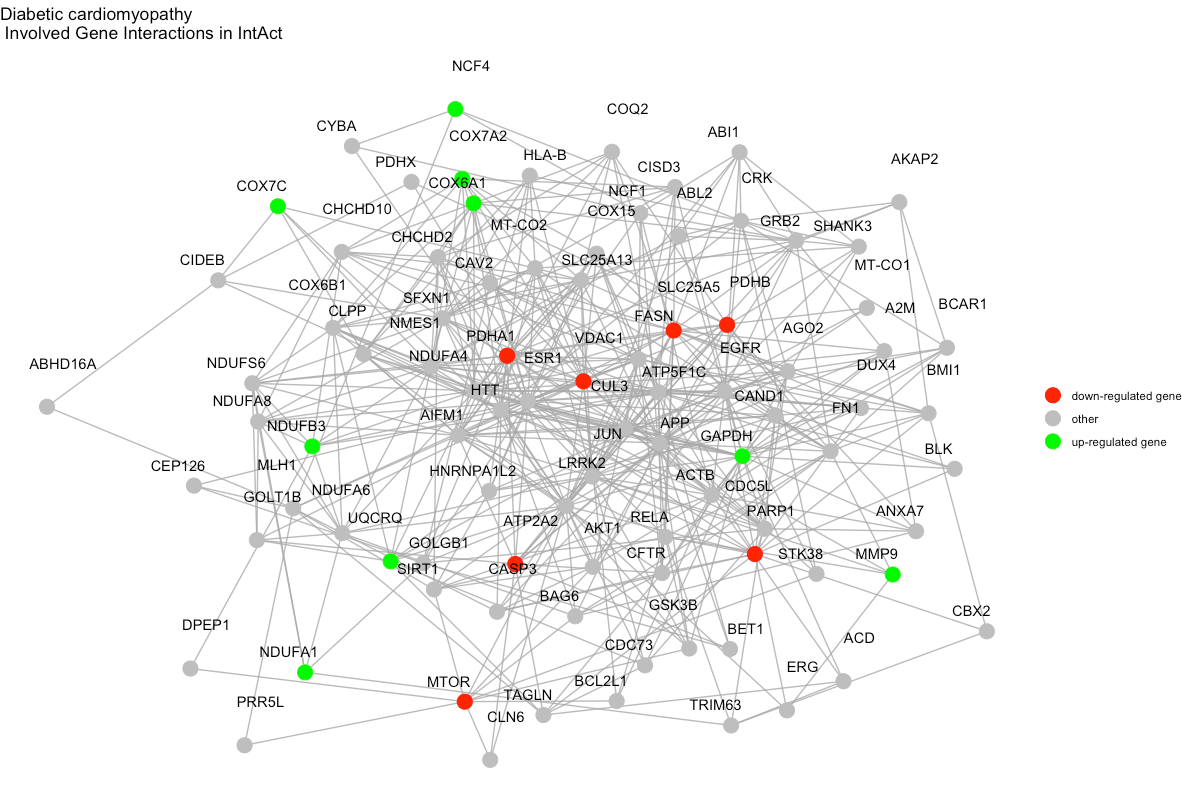 Diabetic cardiomyopathy
Involved Gene Interactions in IntAct
NCF4
COQ2
CYBA
COX7A2
ABI1
PDHX
HLA-B
CISD3
AKAP2
COX7C
COX6A1
NCF1
ABL2
CRK
CHCHD10
COX15
MT-CO2
GRB2
SHANK3
CHCHD2
CIDEB
CAV2
SLC25A13
MT-CO1
COX6B1
SFXN1
SLC25A5
PDHB
CLPP
NMES1
FASN
A2M
BCAR1
PDHA1
VDAC1
AGO2
EGFR
NDUFS6
NDUFA4
ESR1
ABHD16A
ATP5F1C
DUX4
BMI1
HTT
CUL3
CAND1
NDUFA8
AIFM1
FN1
NDUFB3
JUN
APP
GAPDH
BLK
CEP126
MLH1
HNRNPA1L2
LRRK2
ACTB
CDC5L
GOLT1B
NDUFA6
UQCRQ
ATP2A2
AKT1
RELA
PARP1
ANXA7
GOLGB1
CFTR
STK38
MMP9
SIRT1
CASP3
BAG6
GSK3B
CBX2
DPEP1
BET1
ACD
NDUFA1
CDC73
ERG
MTOR
BCL2L1
PRR5L
TAGLN
TRIM63
CLN6
down-regulated gene
other
up-regulated gene